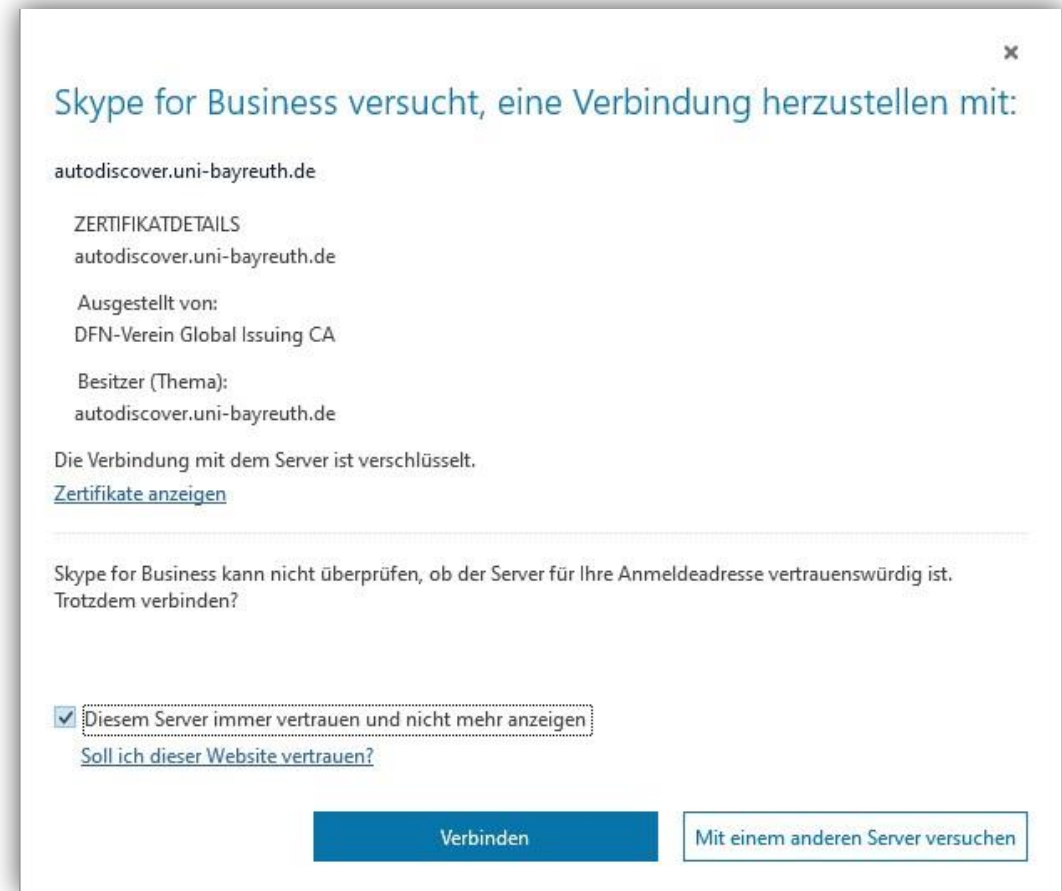 Skype for Business versucht, eine Verbindung herzustellen mit:
autodiscover.uni-bayreuth.de
ZERTIFIKATDETAILS
autodiscover.uni-bayreuth.de
Ausgestellt von:
DFN-Verein Global Issuing CA
Besitzer (Thema):
autodiscover.uni-bayreuth.de
Die Verbindung mit dem Server ist verschlüsselt.
Zertifikate anzeigen
Skype for Business kann nicht überprüfen, ob der Server für Ihre Anmeldeadresse vertrauenswürdig ist.
Trotzdem verbinden?
Diesem Server immer vertrauen und nicht mehr anzeigen
Soll ich dieser Website vertrauen?
Verbinden
Mit einem anderen Server versuchen